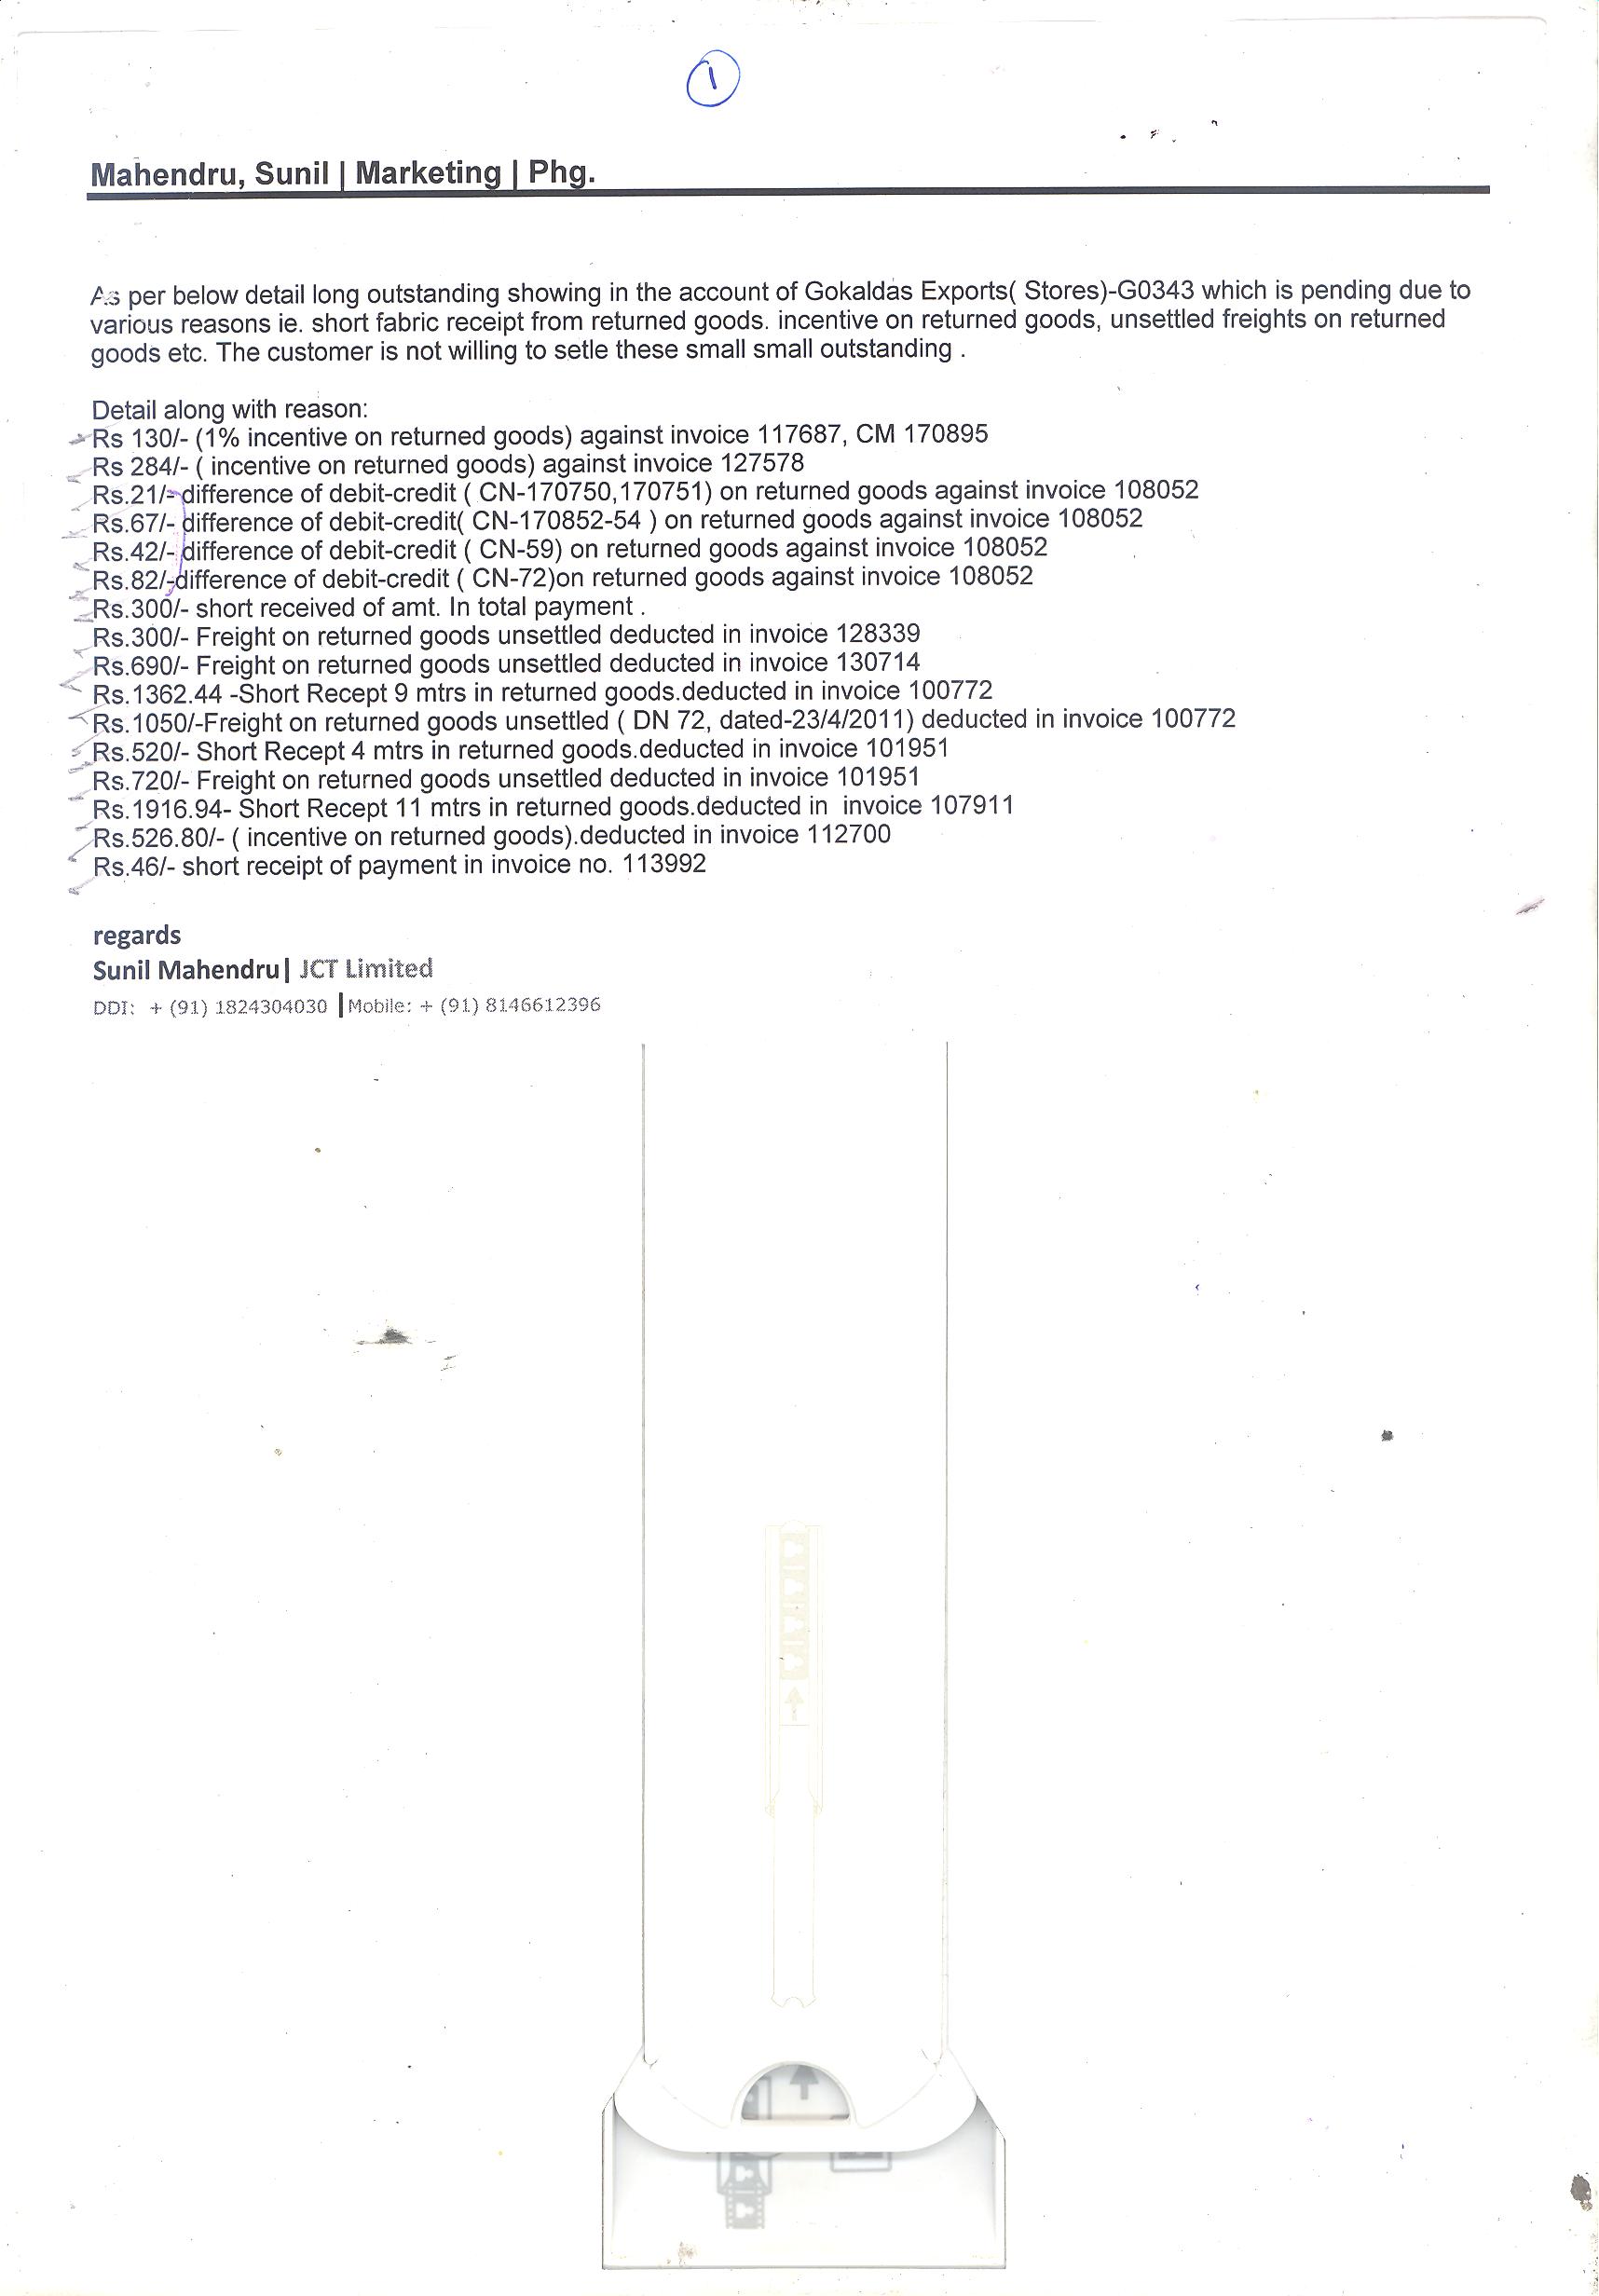 1
Mahendru, Sunil | Marketing | Phg.
As per below detail long outstanding showing in the account of Gokaldas Exports( Stores)-G0343 which is pending due to
various reasons ie. short fabric receipt from returned goods. incentive on returned goods, unsettled freights on returned
goods etc. The customer is not willing to setle these small small outstanding .
Detail along with reason:
Rs 130/- (1% incentive on returned goods) against invoice 117687, CM 170895
Rs 284/- ( incentive on returned goods) against invoice 127578
Rs.21/- difference of debit-credit ( CN-170750,170751) on returned goods against invoice 108052
Rs.67/- difference of debit-credit( CN-170852-54 ) on returned goods against invoice 108052
Rs.42/- difference of debit-credit ( CN-59) on returned goods against invoice 108052
Rs.82/-difference of debit-credit ( CN-72)on returned goods against invoice 108052
Rs.300/- short received of amt. In total payment .
Rs.300/- Freight on returned goods unsettled deducted in invoice 128339
Rs.690/- Freight on returned goods unsettled deducted in invoice 130714
Rs.1362.44 -Short Recept 9 mtrs in returned goods.deducted in invoice 100772
Rs.1050/-Freight on returned goods unsettled ( DN 72, dated-23/4/2011) deducted in invoice 100772
Rs.520/- Short Recept 4 mtrs in returned goods.deducted in invoice 101951
Rs.720/- Freight on returned goods unsettled deducted in invoice 101951
Rs.1916.94- Short Recept 11 mtrs in returned goods.deducted in invoice 107911
Rs.526.80/- ( incentive on returned goods).deducted in invoice 112700
Rs.46/- short receipt of payment in invoice no. 113992
regards
Sunil Mahendru| JCT Limited
DDI: + (91) 1824304030 |Mobile: + (91) 8146612396